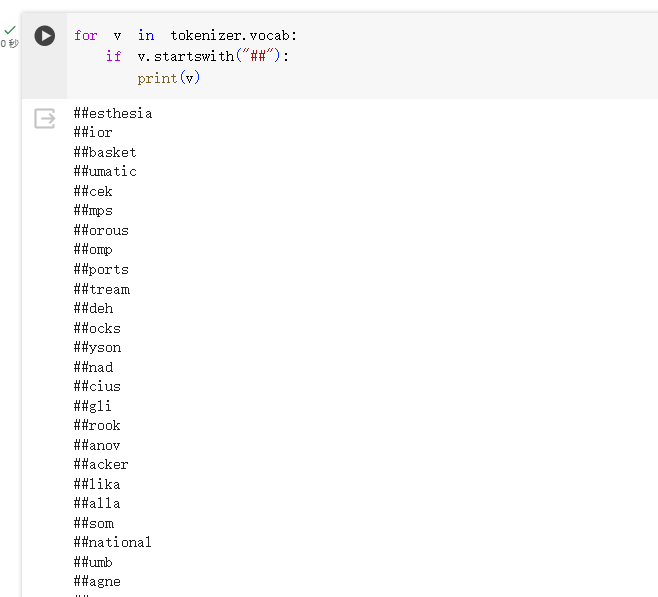 for v in tokenizer.vocab:
if v.startswith("##"):
print(v)
0 秒
##esthesia
##ior
##basket
##umatic
##cek
##mps
##orous
##omp
##ports
##tream
##deh
##ocks
##yson
##nad
##cius
##gli
##rook
##anov
##acker
##lika
##alla
##som
##national
##umb
##agne